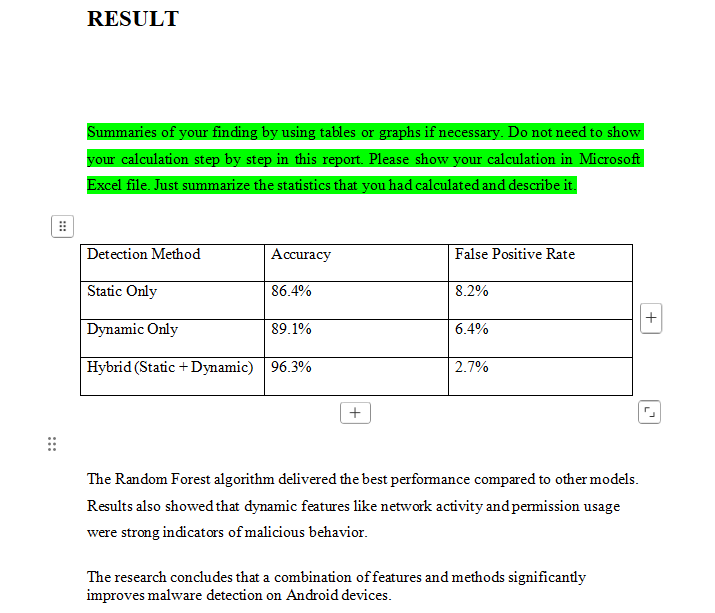 RESULT
Summaries of your finding by using tables or graphs if necessary. Do not need to show
your calculation step by step in this report. Please show your calculation in Microsoft
Excel file. Just summarize the statistics that you had calculated and describe it.
Detection Method Accuracy False Positive Rate
Static Only 86.4% 8.2%
Dynamic Only 89.1% 6.4%
Hybrid (Static + Dynamic) 96.3% 2.7%
The Random Forest algorithm delivered the best performance compared to other models.
Results also showed that dynamic features like network activity and permission usage
were strong indicators of malicious behavior.
The research concludes that a combination of features and methods significantly
improves malware detection on Android devices.